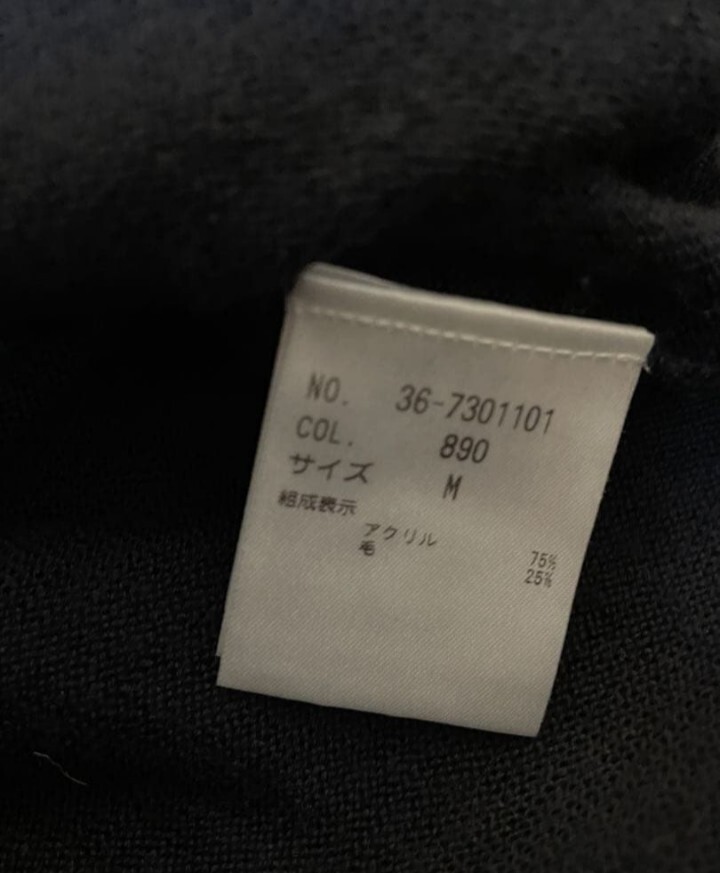 NO. 36-7301101
COL. 890
サイズ M
組成表示
アクリル 75%
毛 25%